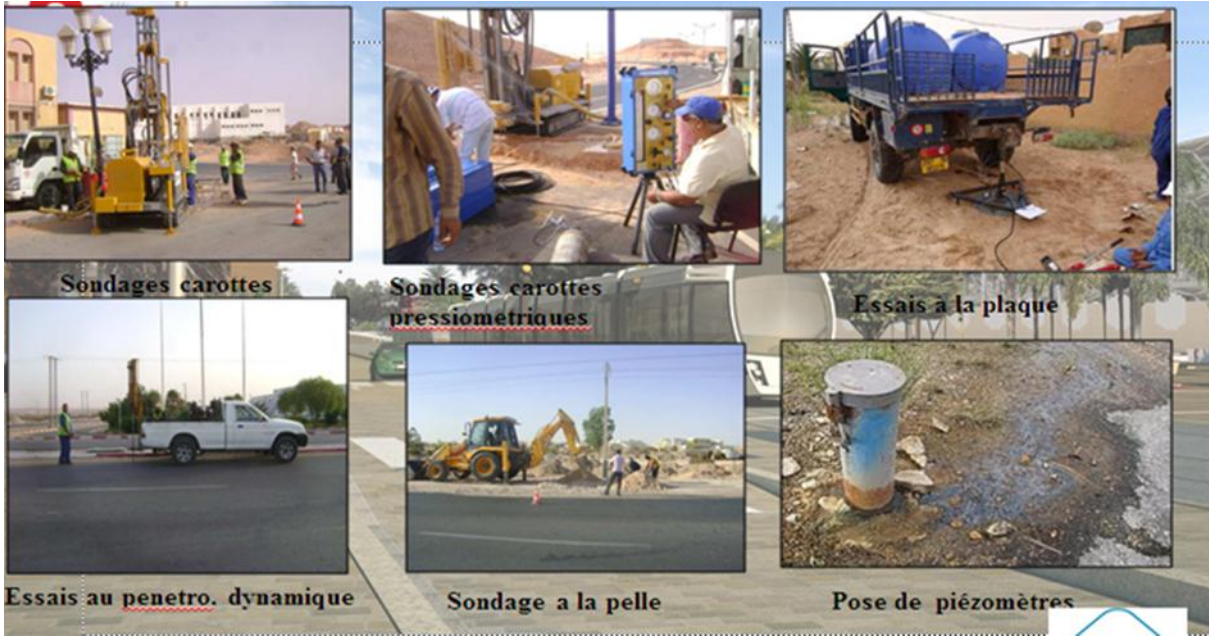 Sondages carottes
Sondages carottes
pressiometriques
Essais à la plaque
Essais au penetro. dynamique
Sondage a la pelle
Pose de piézomètres